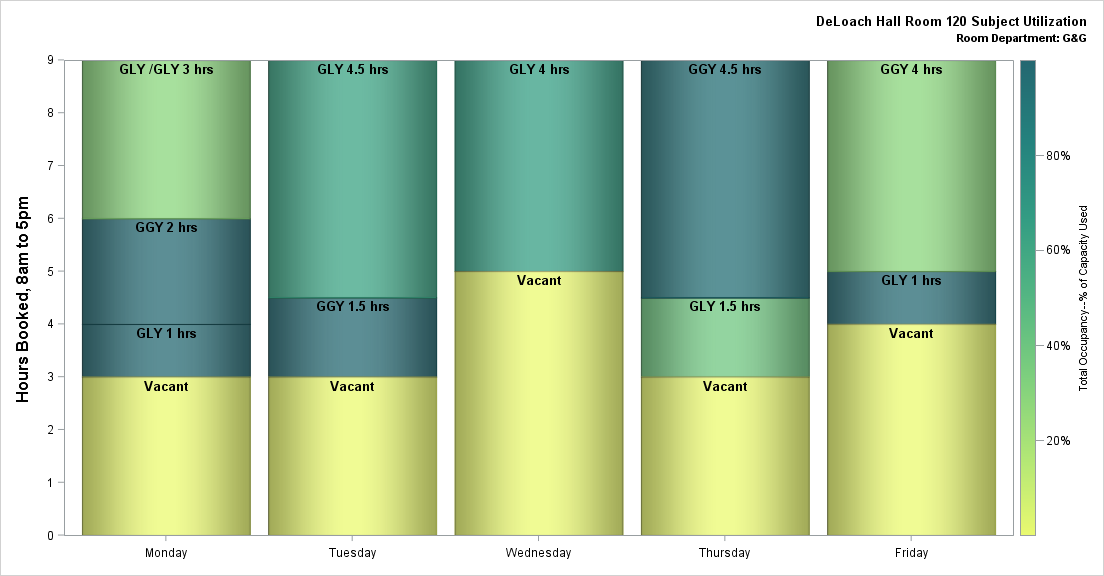 DeLoach Hall Room 120 Subject Utilization
Room Department: G&G
Hours Booked, 8am to 5pm
9
8
7
6
5
4
3
2
1
0
GLY /GLY 3 hrs
GGY 2 hrs
GLY 1 hrs
Vacant
GLY 4.5 hrs
GGY 1.5 hrs
Vacant
GLY 4 hrs
Vacant
GGY 4.5 hrs
GLY 1.5 hrs
Vacant
GGY 4 hrs
GLY 1 hrs
Vacant
Monday
Tuesday
Wednesday
Thursday
Friday
80%
60%
40%
20%
Total Occupancy--% of Capacity Used